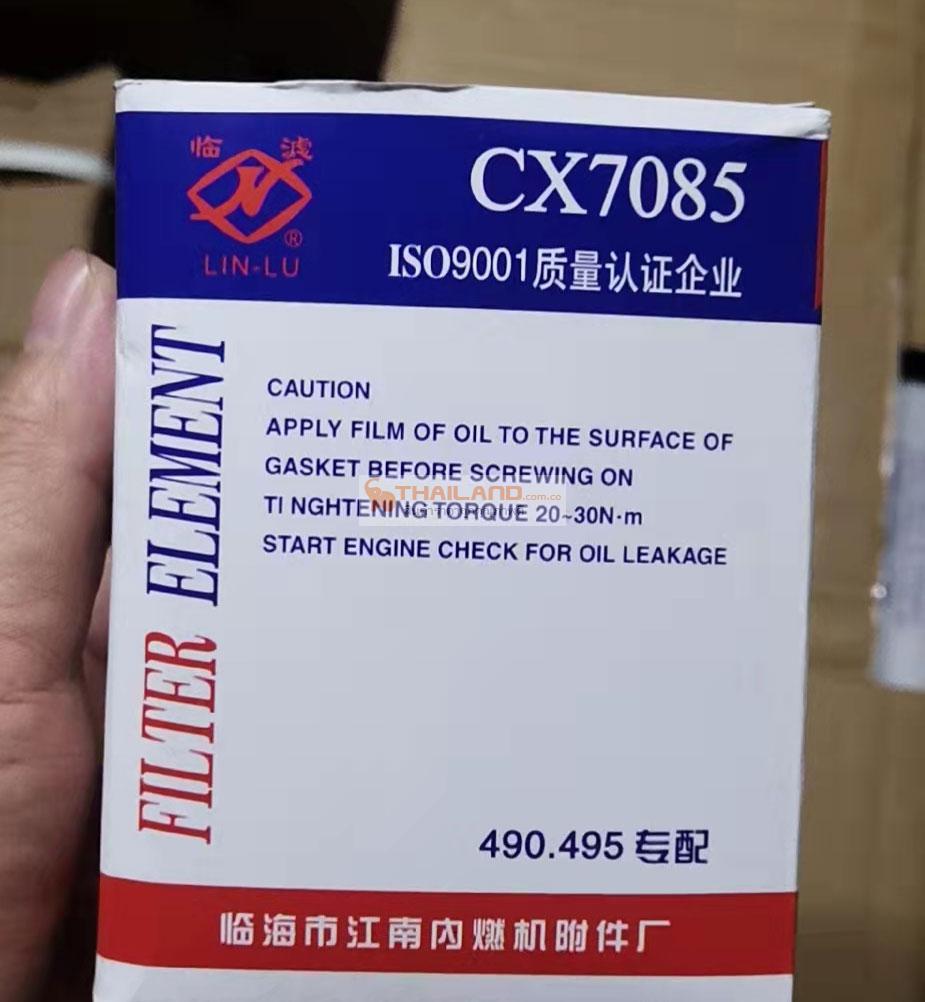 临 滤
LIN-LU
®
CX7085
ISO9001质量认证企业
FILTER ELEMENT
CAUTION
APPLY FILM OF OIL TO THE SURFACE OF
GASKET BEFORE SCREWING ON
TI NGHTENING TORQUE 20~30N·m
START ENGINE CHECK FOR OIL LEAKAGE
THAILAND.com.co
490.495 专配
临海市江南内燃机附件厂